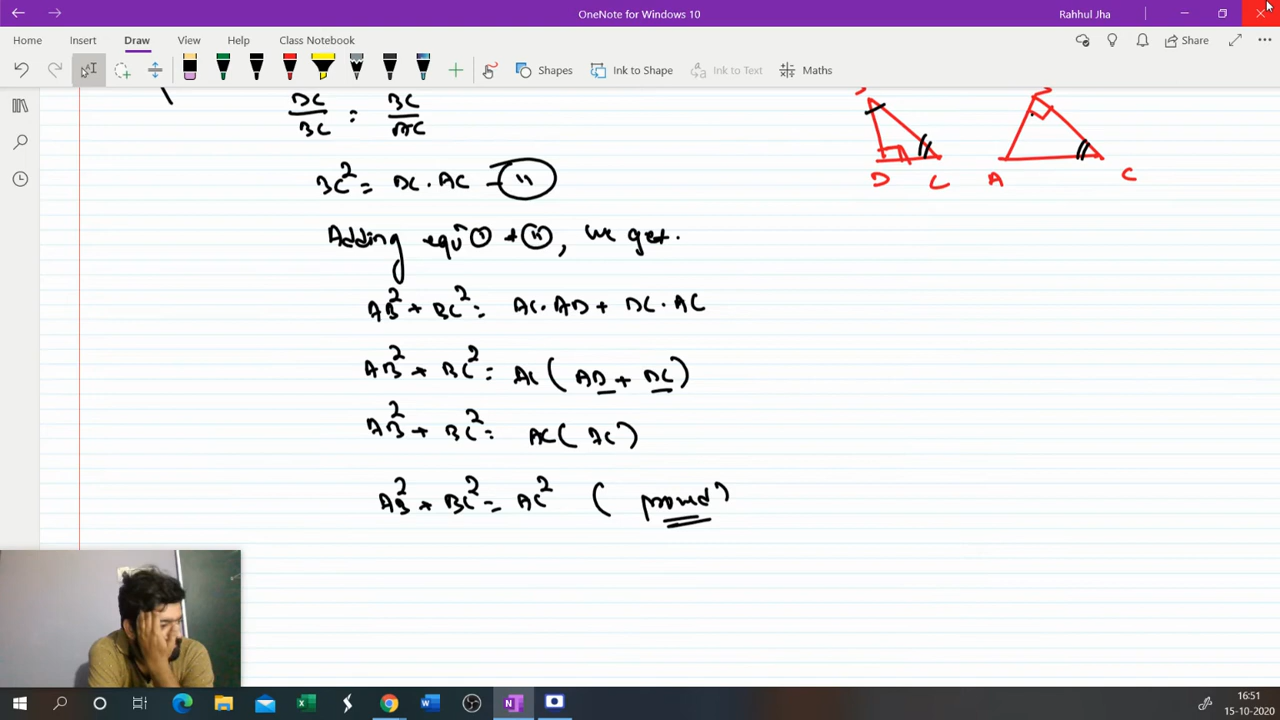 OneNote for Windows 10
Rahhul Jha
Home Insert Draw View Help Class Notebook
Share
Shapes Ink to Shape Ink to Text Maths
DC/BC = BC/AC
BC² = DC · AC - (ii)
Adding equⁿ (i) + (ii), we get.
AB² + BC² = AC · AD + DC · AC
AB² + BC² = AC ( AD + DC )
AB² + BC² = AC ( AC )
AB² + BC² = AC² ( proved )
D C A C
16:51
15-10-2020